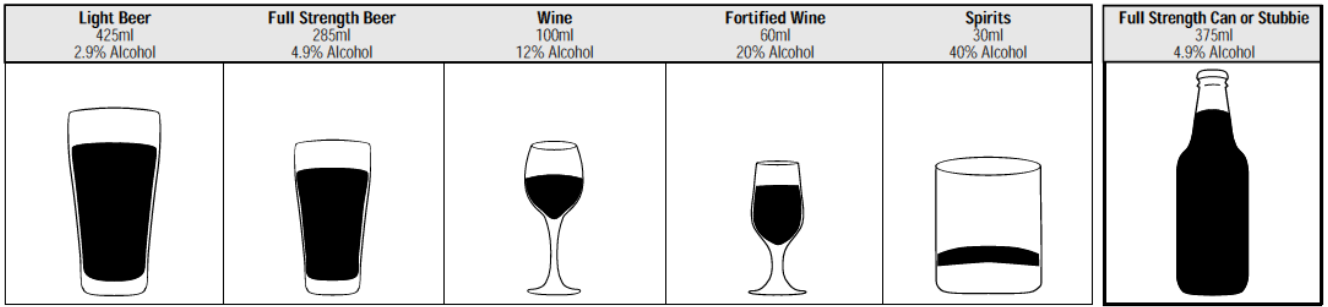 Light Beer
425ml
2.9% Alcohol
Full Strength Beer
285ml
4.9% Alcohol
Wine
100ml
12% Alcohol
Fortified Wine
60ml
20% Alcohol
Spirits
30ml
40% Alcohol
Full Strength Can or Stubbie
375ml
4.9% Alcohol